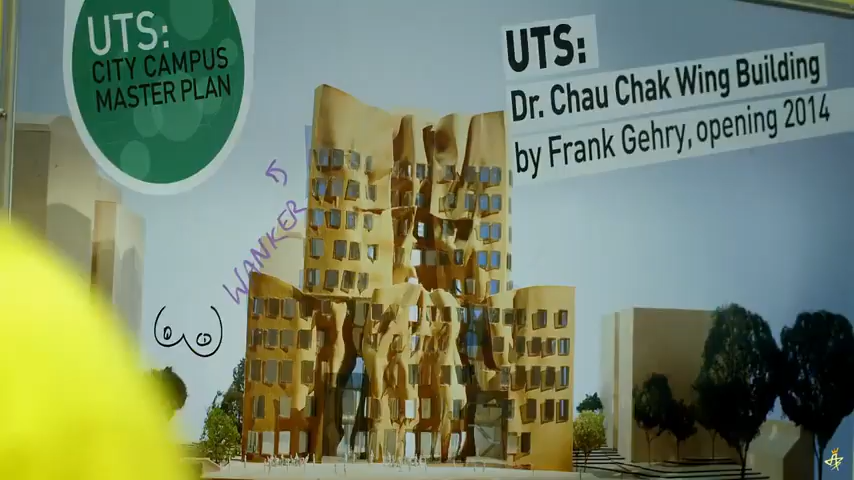 UTS:
CITY CAMPUS
MASTER PLAN
UTS:
Dr. Chau Chak Wing Building
by Frank Gehry, opening 2014
WANKER